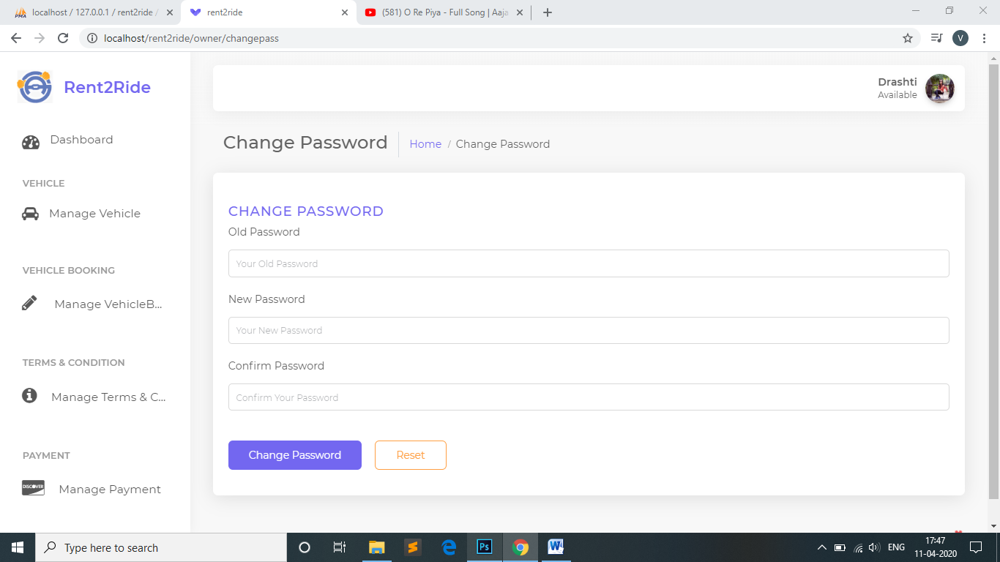 localhost / 127.0.0.1 / rent2ride /
rent2ride
(581) O Re Piya - Full Song | Aaja
localhost/rent2ride/owner/changepass
V
Rent2Ride
Drashti
Available
Dashboard
Change Password
Home / Change Password
VEHICLE
Manage Vehicle
CHANGE PASSWORD
Old Password
Your Old Password
VEHICLE BOOKING
Manage VehicleB...
New Password
Your New Password
TERMS & CONDITION
Manage Terms & C...
Confirm Password
Confirm Your Password
PAYMENT
DISCOVER
Manage Payment
Change Password
Reset
Type here to search
Ps
W
ENG
17:47
11-04-2020